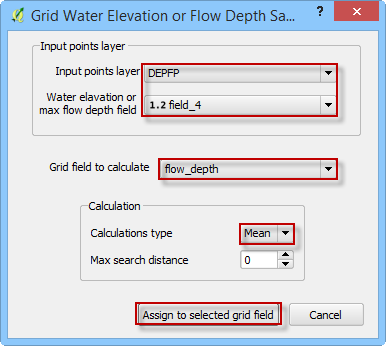 Grid Water Elevation or Flow Depth Sa...
Input points layer
Input points layer DEPFP
Water elavation or
max flow depth field 1.2 field_4
Grid field to calculate flow_depth
Calculation
Calculations type Mean
Max search distance 0
Assign to selected grid field Cancel